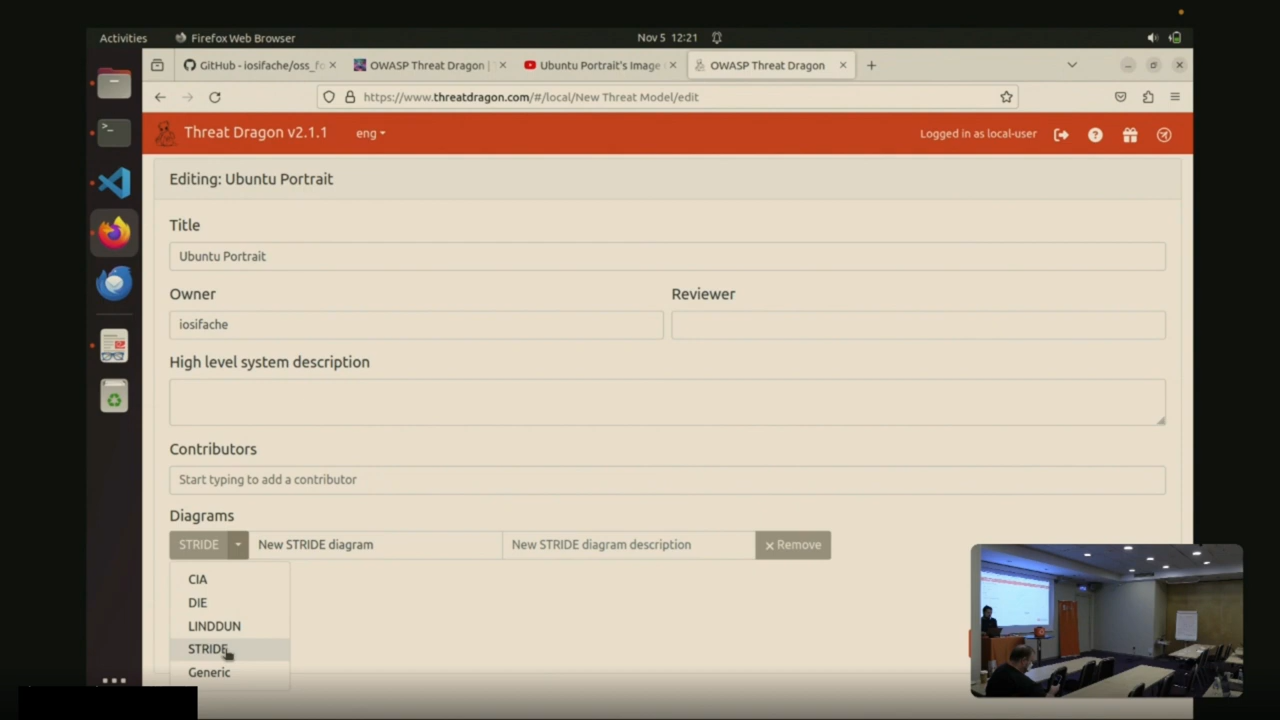 Activities
Firefox Web Browser
Nov 5 12:21
GitHub - iosifache/oss_fo
OWASP Threat Dragon |
Ubuntu Portrait's Image
OWASP Threat Dragon
https://www.threatdragon.com/#/local/New Threat Model/edit
Threat Dragon v2.1.1
eng
Logged in as local-user
Editing: Ubuntu Portrait
Title
Ubuntu Portrait
Owner
Reviewer
iosifache
High level system description
Contributors
Start typing to add a contributor
Diagrams
STRIDE
New STRIDE diagram
New STRIDE diagram description
Remove
CIA
DIE
LINDDUN
STRIDE
Generic